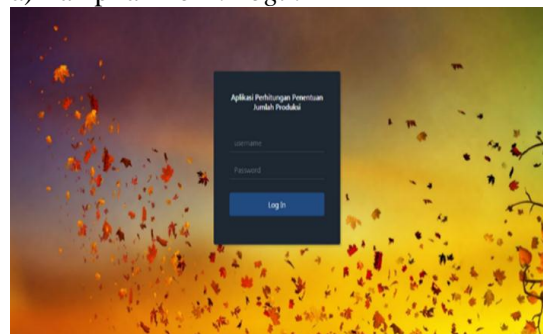 Aplikasi Perhitungan Penentuan
Jumlah Produksi
username
Password
Log In